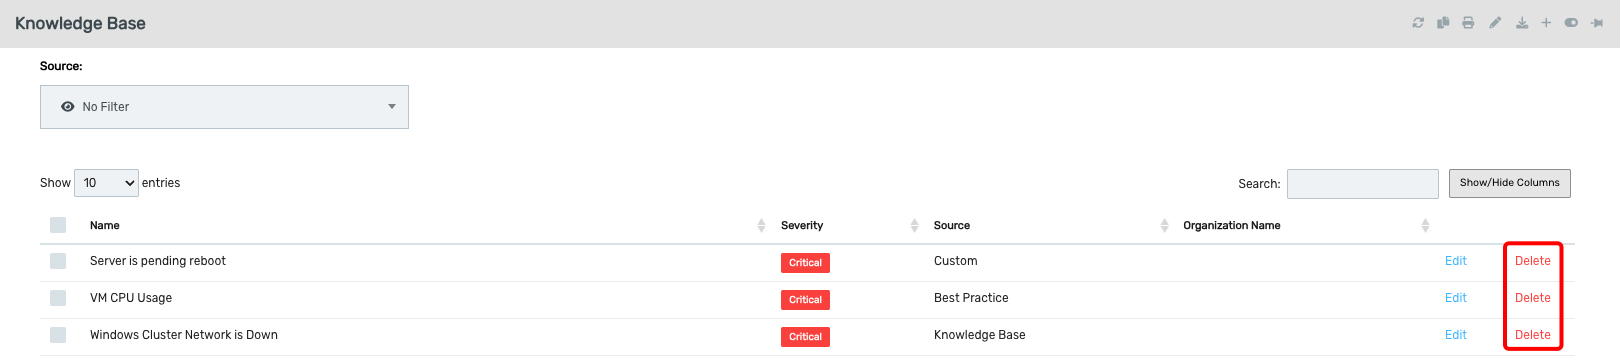 Knowledge Base
Source:
No Filter
Show 10 entries
Search:
Show/Hide Columns
Name Severity Source Organization Name
Server is pending reboot Critical Custom Edit Delete
VM CPU Usage Critical Best Practice Edit Delete
Windows Cluster Network is Down Critical Knowledge Base Edit Delete